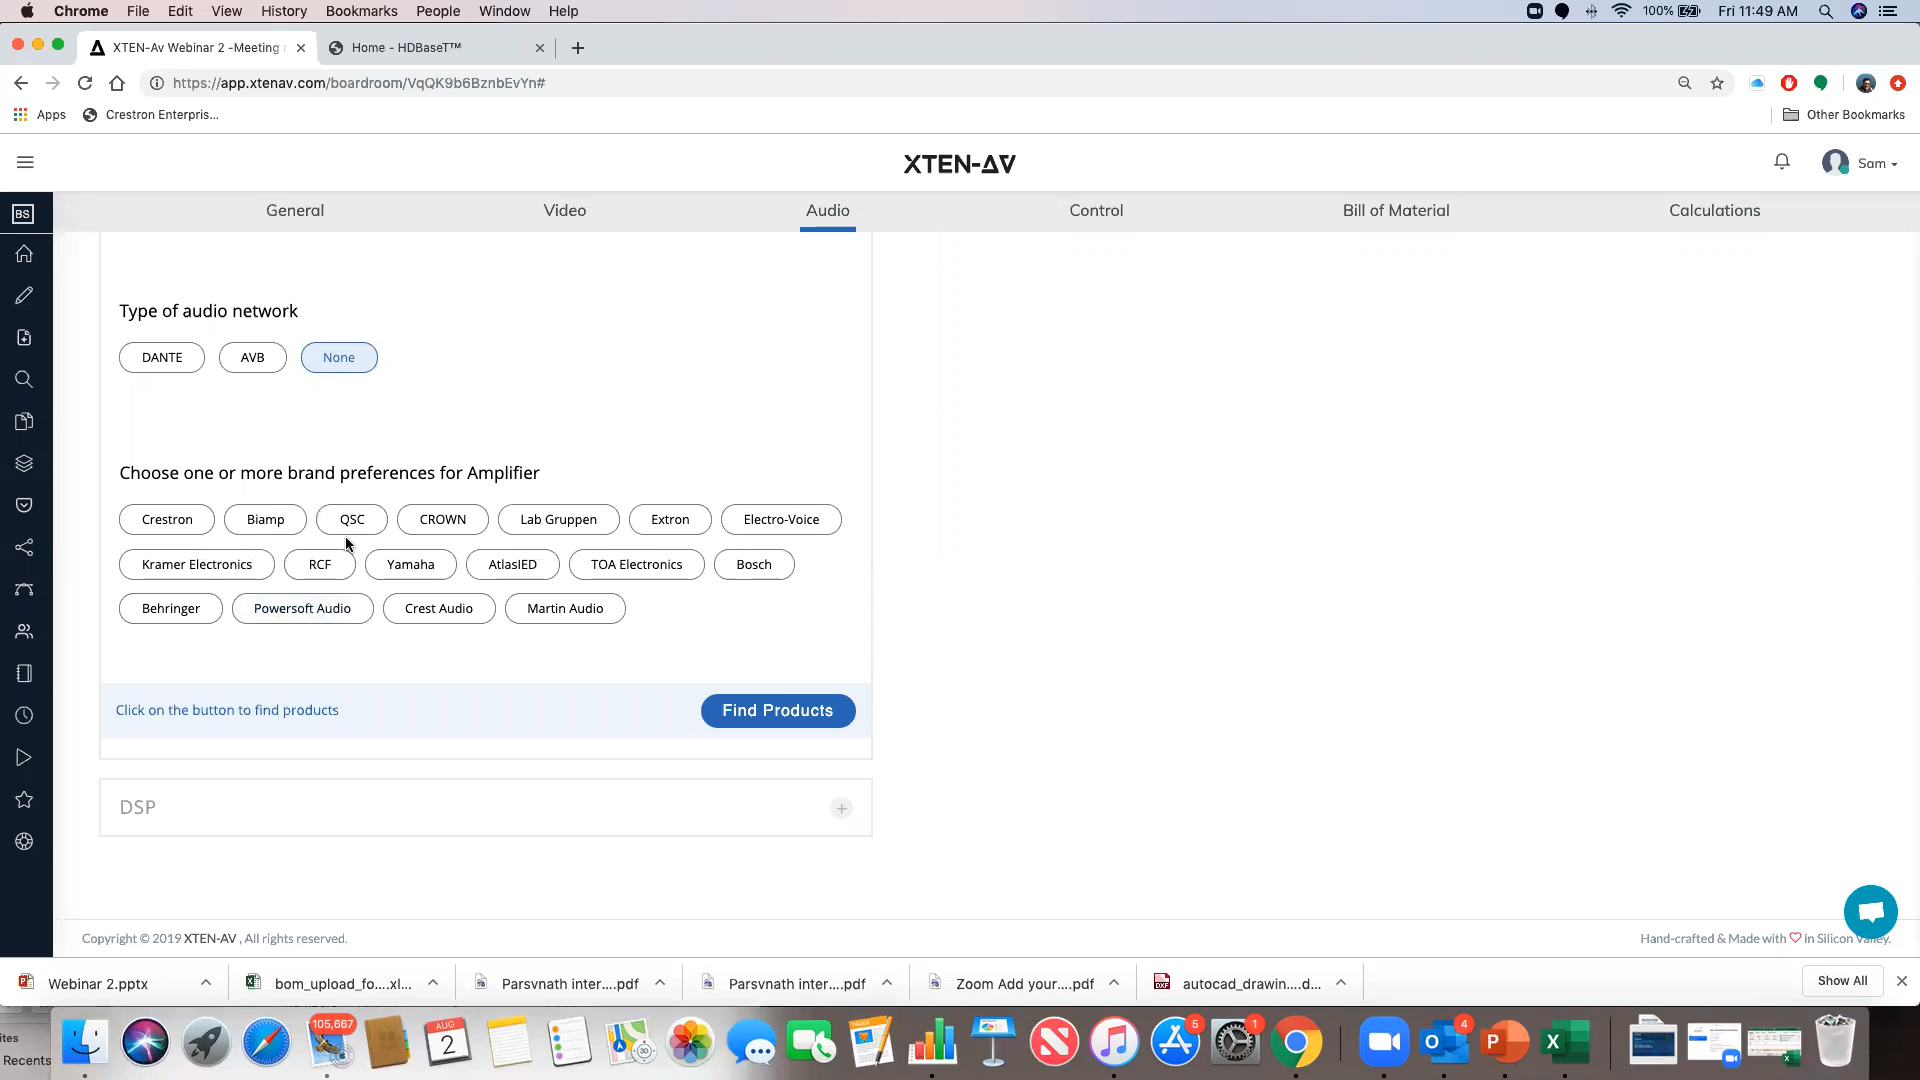 Chrome File Edit View History Bookmarks People Window Help 100% Fri 11:49 AM
XTEN-Av Webinar 2 -Meeting Home - HDBaseT™
https://app.xtenav.com/boardroom/VqQK9b6BznbEvYn#
Apps Crestron Enterpris... Other Bookmarks
XTEN-AV Sam
BS General Video Audio Control Bill of Material Calculations
Type of audio network
DANTE AVB None
Choose one or more brand preferences for Amplifier
Crestron Biamp QSC CROWN Lab Gruppen Extron Electro-Voice
Kramer Electronics RCF Yamaha AtlasIED TOA Electronics Bosch
Behringer Powersoft Audio Crest Audio Martin Audio
Click on the button to find products Find Products
DSP
Copyright © 2019 XTEN-AV , All rights reserved. Hand-crafted & Made with in Silicon Valley.
Webinar 2.pptx bom_upload_fo....xl... Parsvnath inter....pdf Parsvnath inter....pdf Zoom Add your....pdf autocad_drawin....d... Show All
105,667 AUG 2 5 1 4
ites
Recents